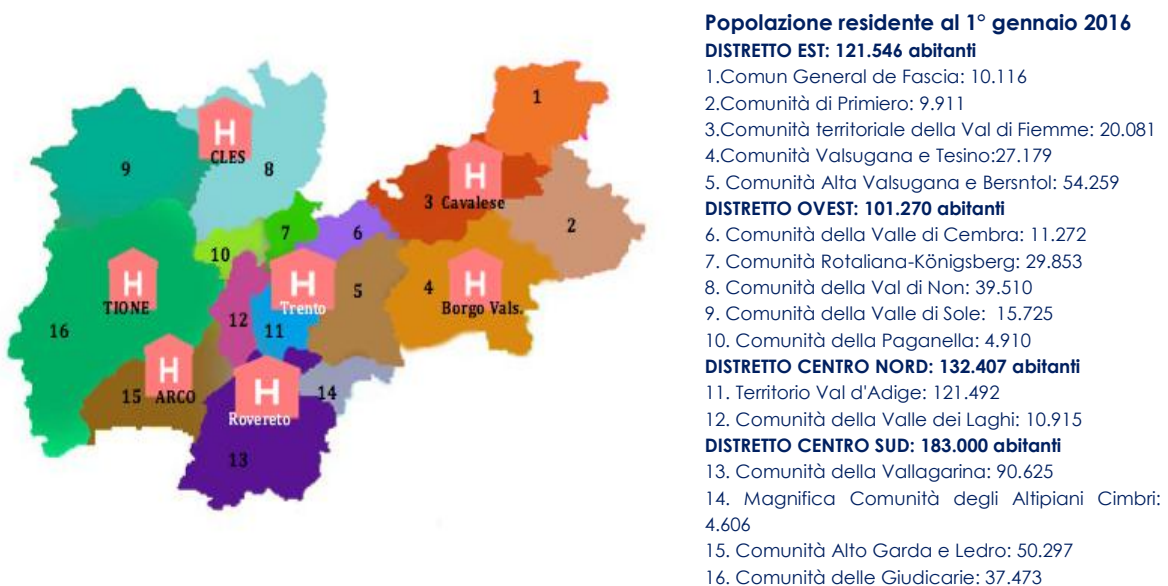 Popolazione residente al 1° gennaio 2016
DISTRETTO EST: 121.546 abitanti
1.Comun General de Fascia: 10.116
2.Comunità di Primiero: 9.911
3.Comunità territoriale della Val di Fiemme: 20.081
4.Comunità Valsugana e Tesino:27.179
5. Comunità Alta Valsugana e Bersntol: 54.259
DISTRETTO OVEST: 101.270 abitanti
6. Comunità della Valle di Cembra: 11.272
7. Comunità Rotaliana-Königsberg: 29.853
8. Comunità della Val di Non: 39.510
9. Comunità della Valle di Sole: 15.725
10. Comunità della Paganella: 4.910
DISTRETTO CENTRO NORD: 132.407 abitanti
11. Territorio Val d'Adige: 121.492
12. Comunità della Valle dei Laghi: 10.915
DISTRETTO CENTRO SUD: 183.000 abitanti
13. Comunità della Vallagarina: 90.625
14. Magnifica Comunità degli Altipiani Cimbri:
4.606
15. Comunità Alto Garda e Ledro: 50.297
16. Comunità delle Giudicarie: 37.473
1
H
CLES
9
8
H
3 Cavalese
2
7
6
10
H
TIONE
H
Trento
5
4
H
Borgo Vals.
16
12
11
H
15 ARCO
H
Rovereto
14
13